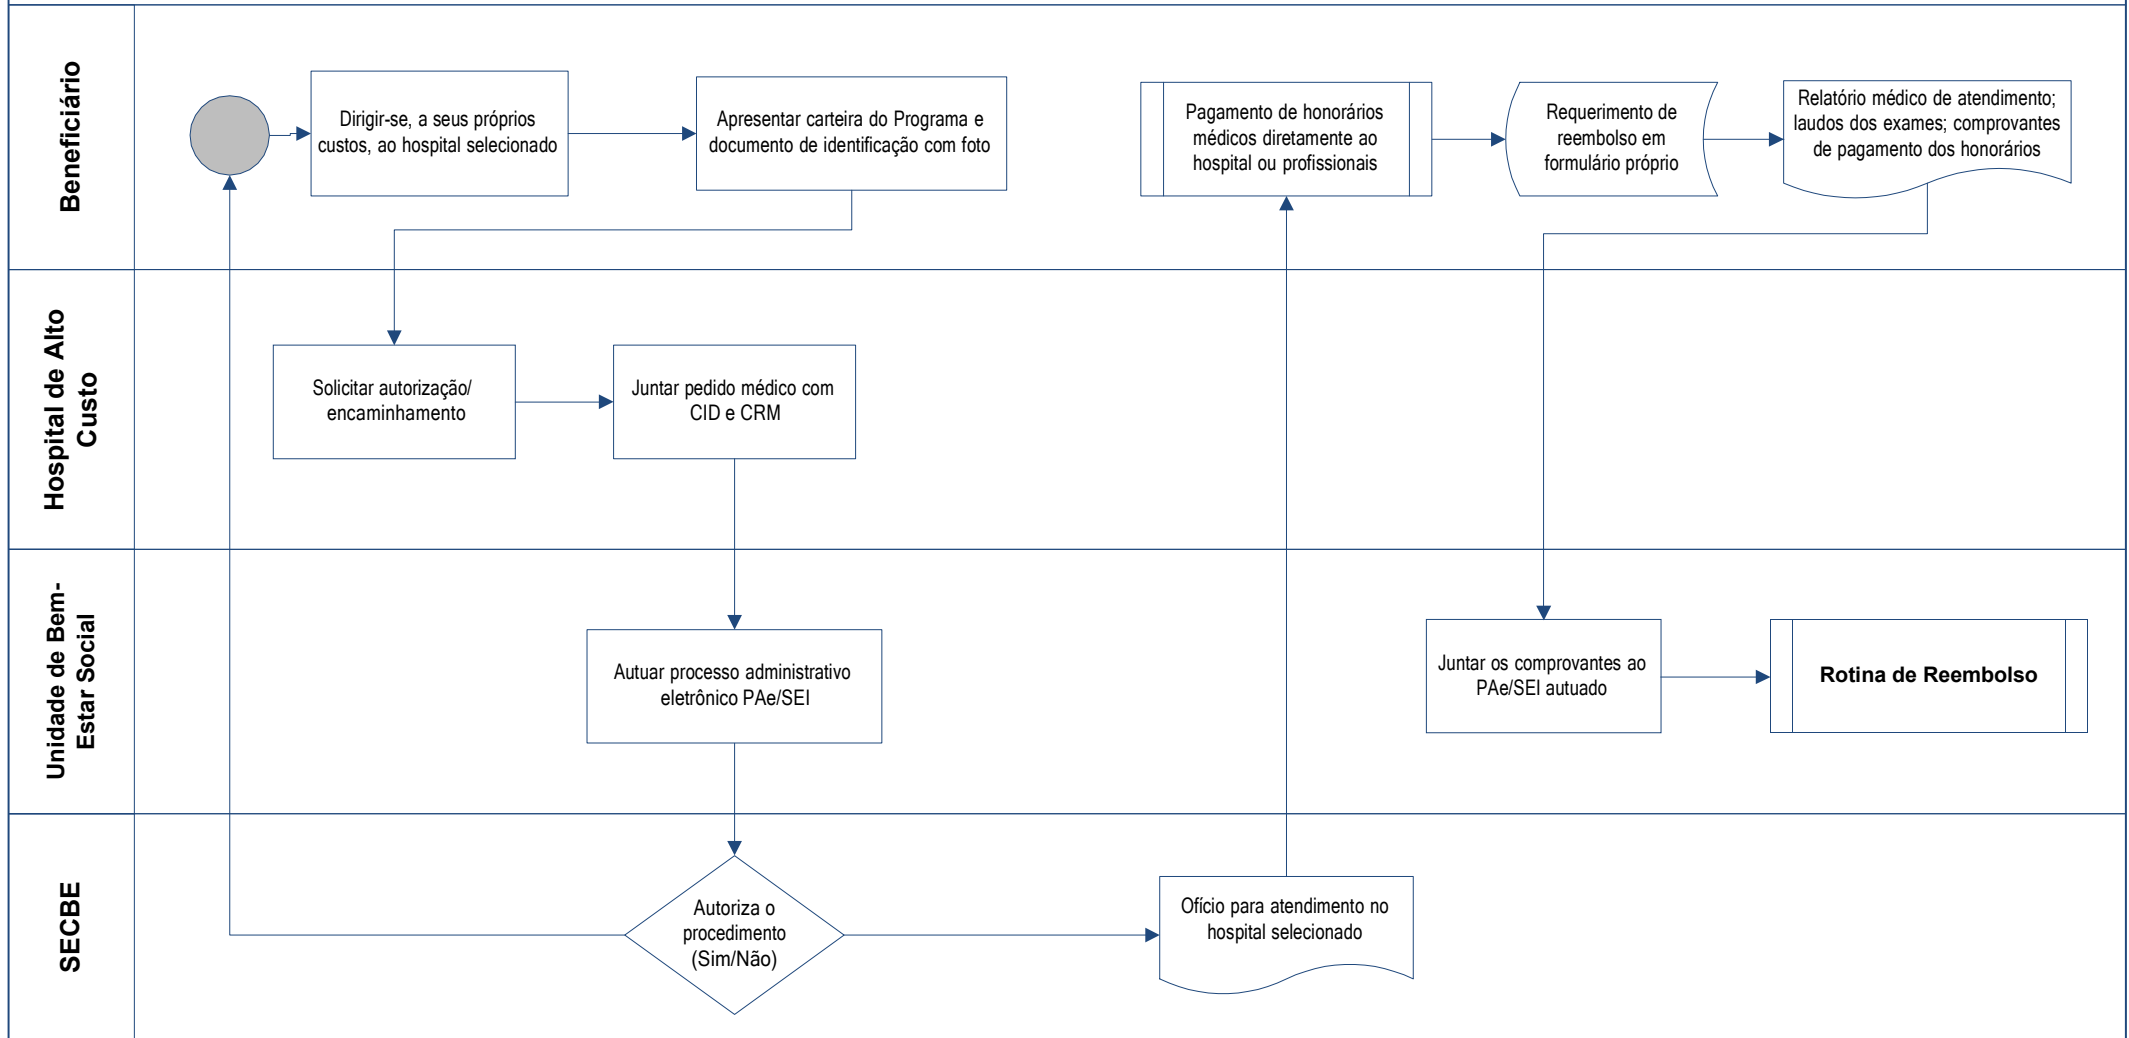 Beneficiário
Dirigir-se, a seus próprios
custos, ao hospital selecionado
Apresentar carteira do Programa e
documento de identificação com foto
Pagamento de honorários
médicos diretamente ao
hospital ou profissionais
Requerimento de
reembolso em
formulário próprio
Relatório médico de atendimento;
laudos dos exames; comprovantes
de pagamento dos honorários
Hospital de Alto
Custo
Solicitar autorização/
encaminhamento
Juntar pedido médico com
CID e CRM
Unidade de Bem-
Estar Social
Autuar processo administrativo
eletrônico PAe/SEI
Juntar os comprovantes ao
PAe/SEI autuado
Rotina de Reembolso
SECBE
Autoriza o
procedimento
(Sim/Não)
Ofício para atendimento no
hospital selecionado